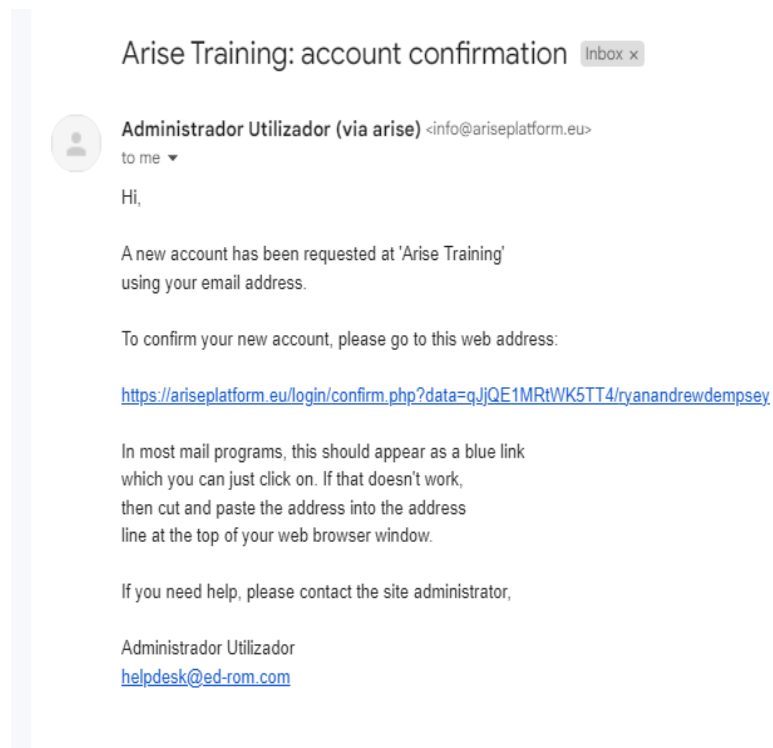 Arise Training: account confirmation Inbox x
Administrador Utilizador (via arise) <info@ariseplatform.eu>
to me
Hi,
A new account has been requested at 'Arise Training'
using your email address.
To confirm your new account, please go to this web address:
https://ariseplatform.eu/login/confirm.php?data=qJjQE1MRtWK5TT4/ryanandrewdempsey
In most mail programs, this should appear as a blue link
which you can just click on. If that doesn't work,
then cut and paste the address into the address
line at the top of your web browser window.
If you need help, please contact the site administrator,
Administrador Utilizador
helpdesk@ed-rom.com